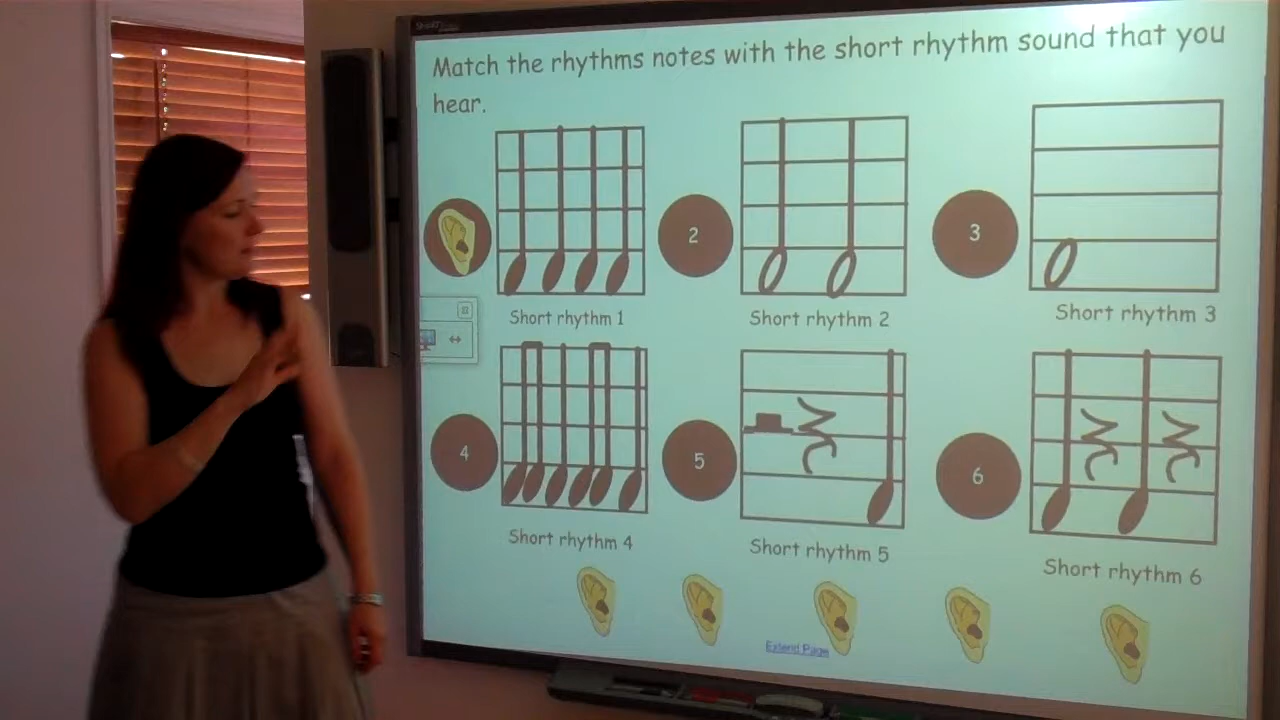 Match the rhythms notes with the short rhythm sound that you
hear.
2
3
Short rhythm 1
Short rhythm 2
Short rhythm 3
4
5
6
Short rhythm 4
Short rhythm 5
Short rhythm 6
Extend Page